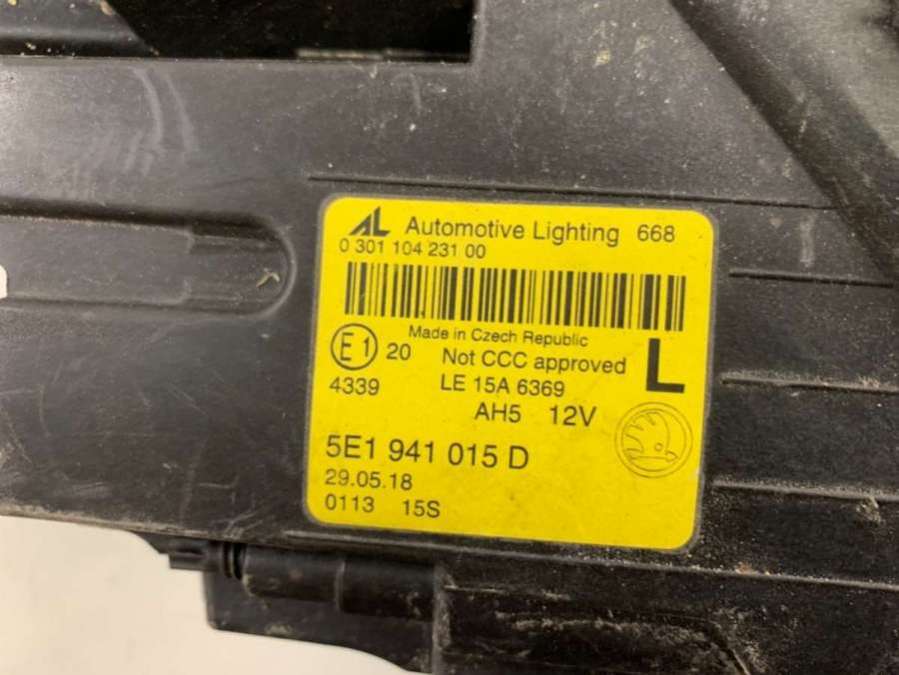 AL Automotive Lighting 668
0 301 104 231 00
Made in Czech Republic
E1 20 Not CCC approved L
4339 LE 15A 6369
AH5 12V
5E1 941 015 D
29.05.18
0113 15S